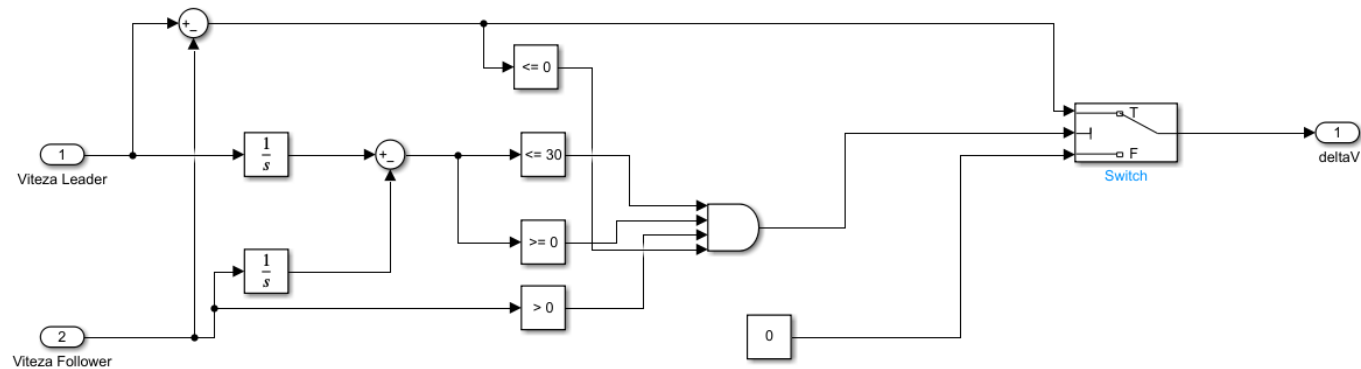 +
−
<= 0
T
F
Switch
1
deltaV
1
Viteza Leader
1
s
+
−
<= 30
>= 0
1
s
> 0
2
Viteza Follower
0